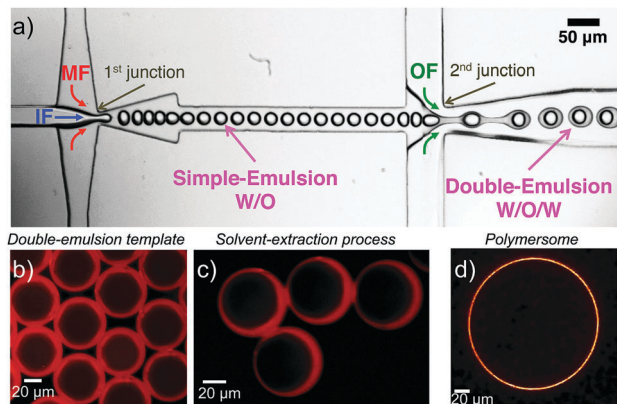 a)
50 µm
MF
1st junction
OF
2nd junction
IF
Simple-Emulsion
W/O
Double-Emulsion
W/O/W
Double-emulsion template
Solvent-extraction process
Polymersome
b)
c)
d)
20 µm
20 µm
20 µm